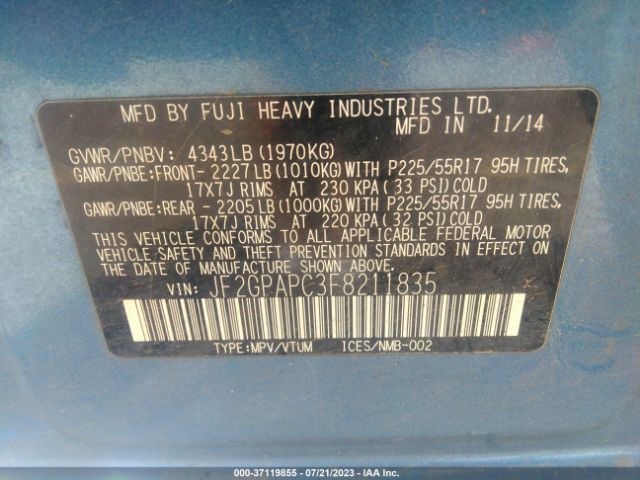 MFD BY FUJI HEAVY INDUSTRIES LTD.
MFD IN 11/14
GVWR/PNBV: 4343LB (1970KG)
GAWR/PNBE:FRONT- 2227LB (1010KG)WITH P225/55R17 95H TIRES,
17X7J RIMS AT 230 KPA (33 PSI) COLD
GAWR/PNBE:REAR - 2205LB (1000KG)WITH P225/55R17 95H TIRES,
17X7J RIMS AT 220 KPA (32 PSI) COLD
THIS VEHICLE CONFORMS TO ALL APPLICABLE FEDERAL MOTOR
VEHICLE SAFETY AND THEFT PREVENTION STANDARDS IN EFFECT ON
THE DATE OF MANUFACTURE SHOWN ABOVE.
VIN: JF2GPAPC3F8211835
TYPE:MPV/VTUM ICES/NMB-002
000-37119855 - 07/21/2023 - IAA Inc.